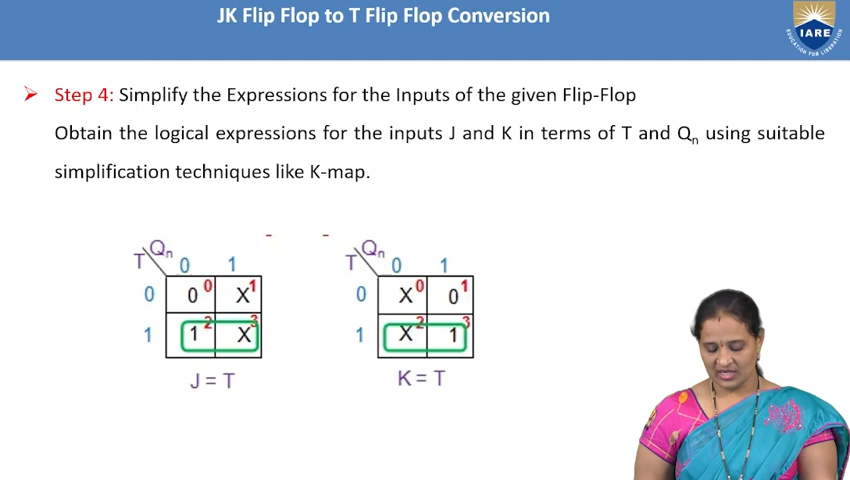 JK Flip Flop to T Flip Flop Conversion
IARE
EDUCATION FOR LIBERATION
Step 4: Simplify the Expressions for the Inputs of the given Flip-Flop
Obtain the logical expressions for the inputs J and K in terms of T and Qn using suitable
simplification techniques like K-map.
T Qn 0 1
0 0 0 X 1
1 1 2 X 3
J = T
T Qn 0 1
0 X 0 0 1
1 X 2 1 3
K = T